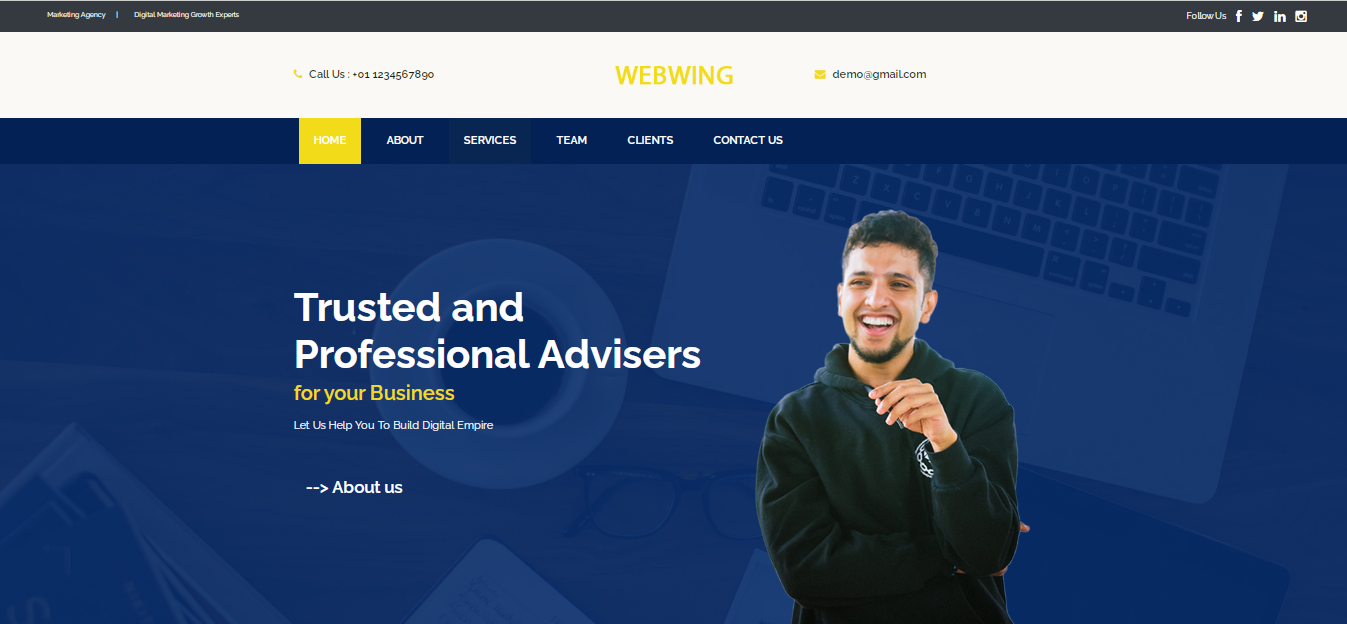 Marketing Agency | Digital Marketing Growth Experts
Follow Us
Call Us : +01 1234567890
WEBWING
demo@gmail.com
HOME ABOUT SERVICES TEAM CLIENTS CONTACT US
Trusted and
Professional Advisers
for your Business
Let Us Help You To Build Digital Empire
--> About us